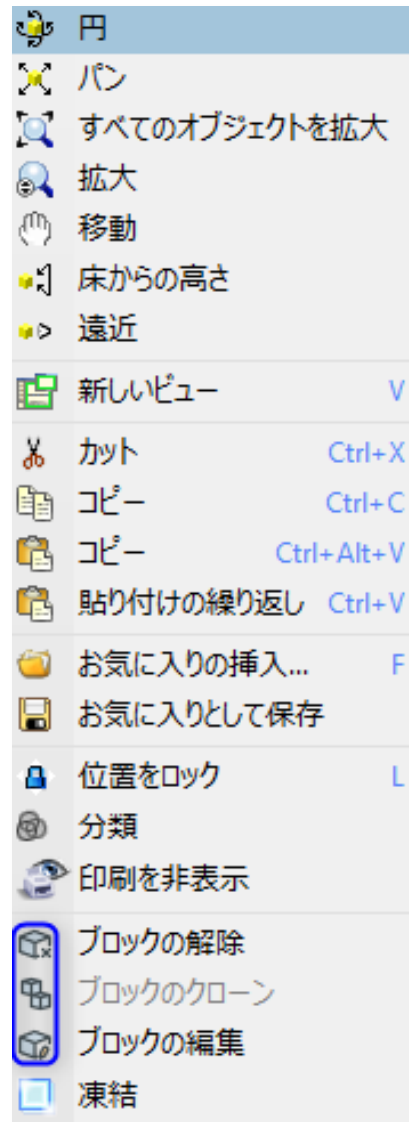 円
パン
すべてのオブジェクトを拡大
拡大
移動
床からの高さ
遠近
新しいビュー V
カット Ctrl+X
コピー Ctrl+C
コピー Ctrl+Alt+V
貼り付けの繰り返し Ctrl+V
お気に入りの挿入... F
お気に入りとして保存
位置をロック L
分類
印刷を非表示
ブロックの解除
ブロックのクローン
ブロックの編集
凍結